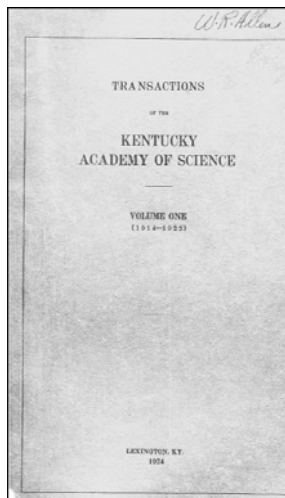 W. R. Allen
TRANSACTIONS
OF THE
KENTUCKY
ACADEMY OF SCIENCE
VOLUME ONE
(1914–1923)
LEXINGTON, KY.
1924